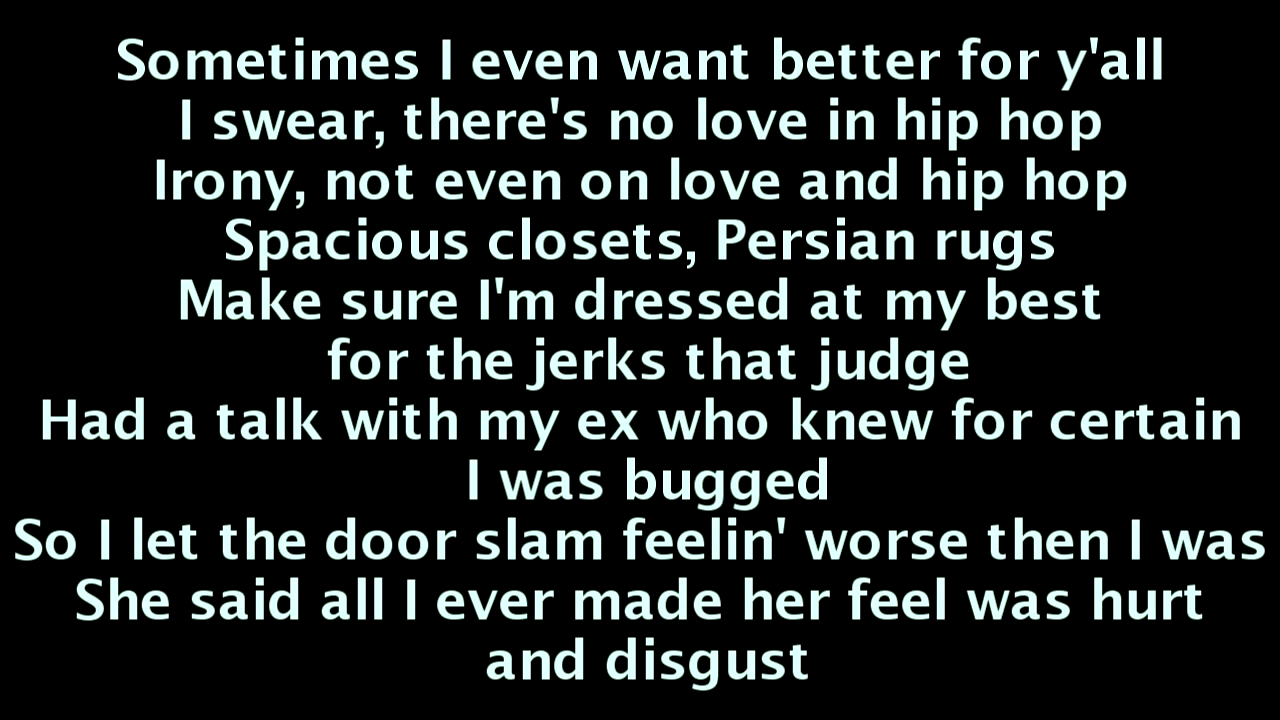 Sometimes I even want better for y'all
I swear, there's no love in hip hop
Irony, not even on love and hip hop
Spacious closets, Persian rugs
Make sure I'm dressed at my best
for the jerks that judge
Had a talk with my ex who knew for certain
I was bugged
So I let the door slam feelin' worse then I was
She said all I ever made her feel was hurt
and disgust